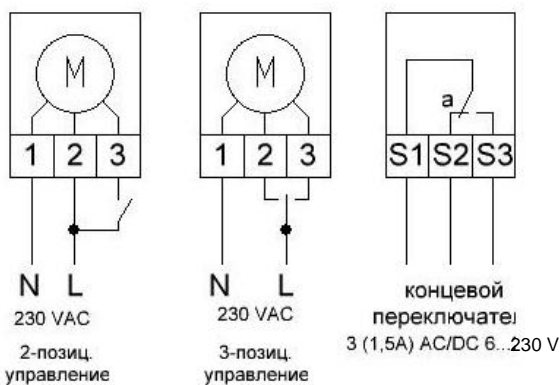 M
1 2 3
N L
230 VAC
2-позиц.
управление
M
1 2 3
N L
230 VAC
3-позиц.
управление
a
S1 S2 S3
концевой
переключател
3 (1,5A) AC/DC 6...230 V